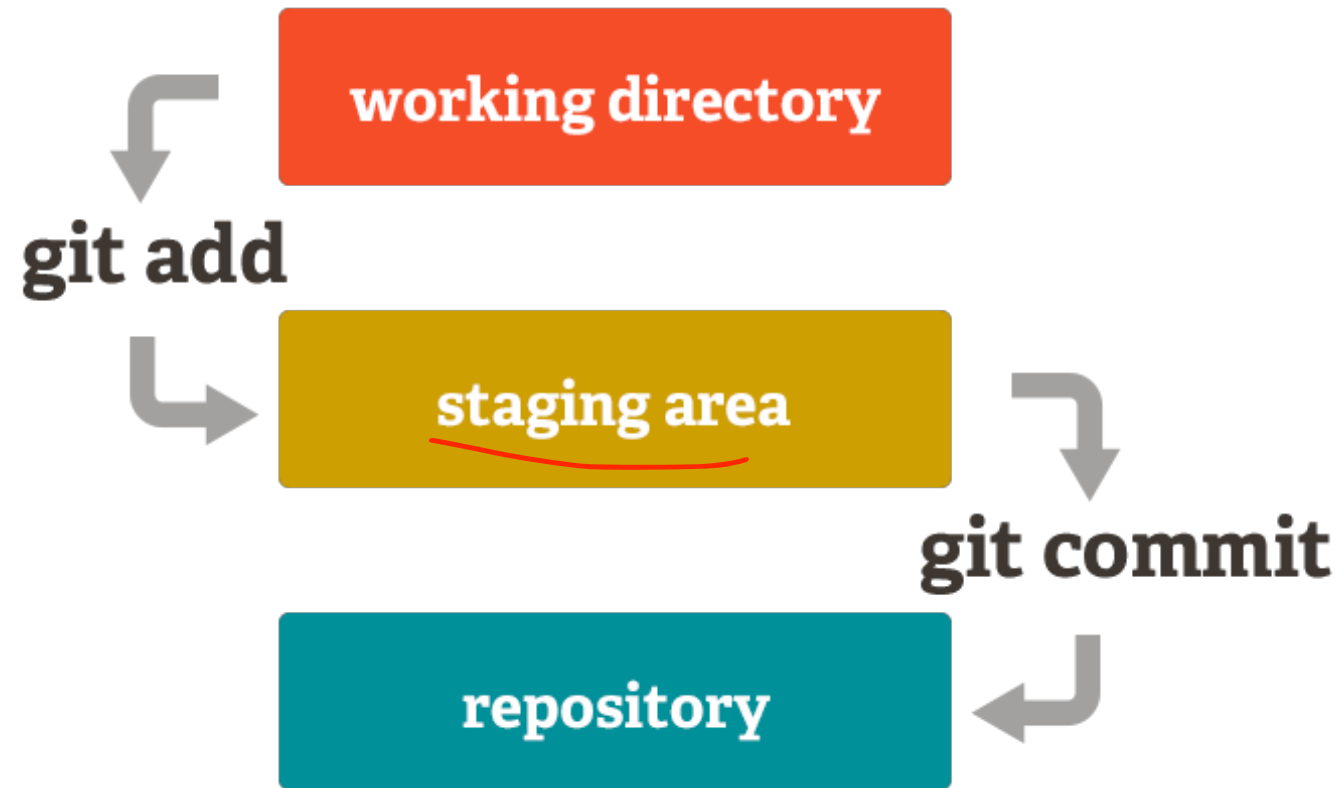 working directory
git add
staging area
git commit
repository